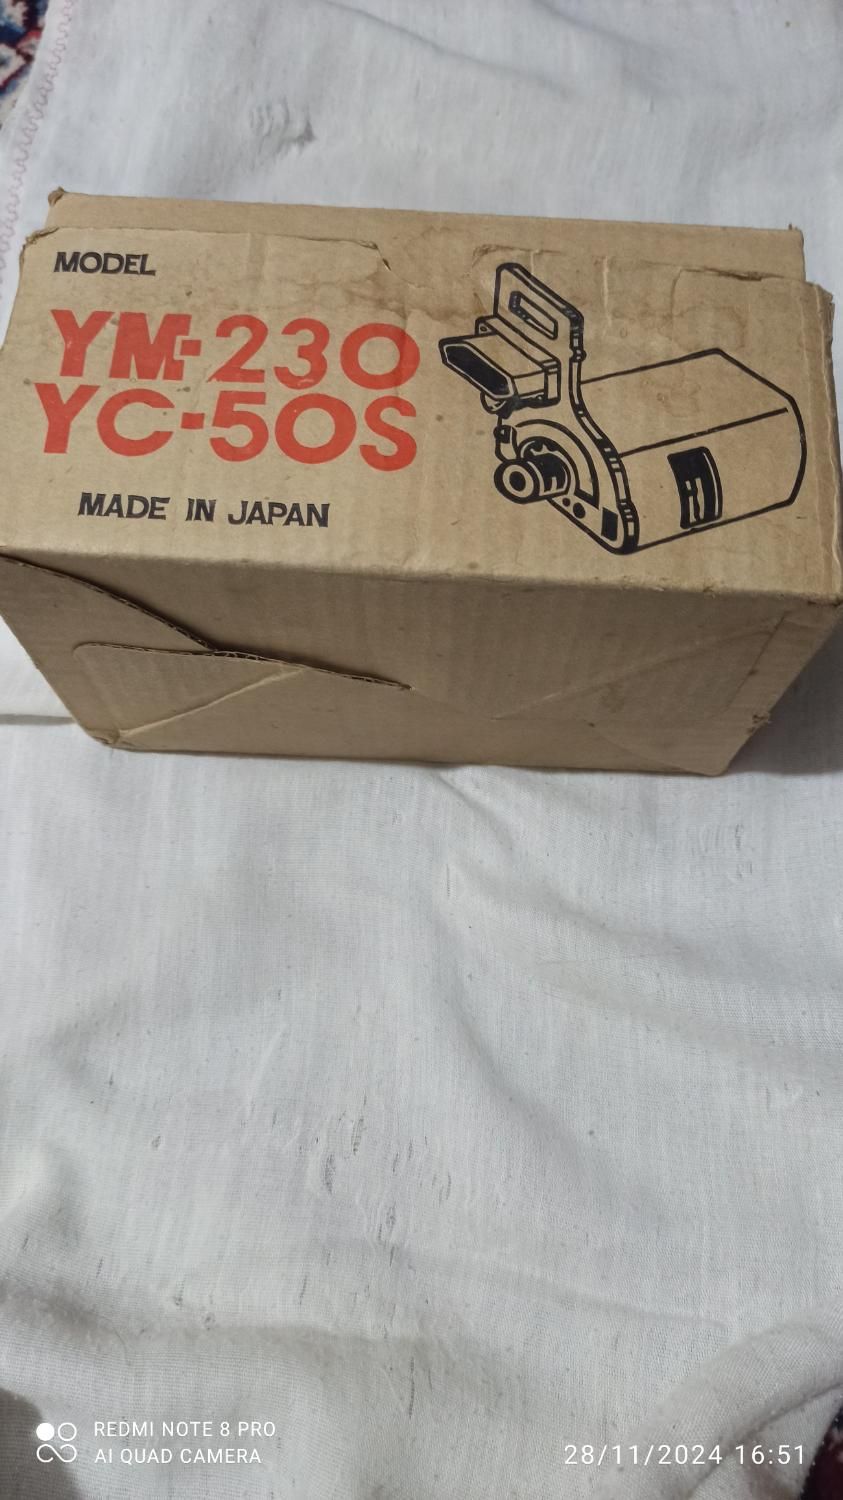 MODEL
YM-230
YC-50S
MADE IN JAPAN
REDMI NOTE 8 PRO
AI QUAD CAMERA
28/11/2024 16:51